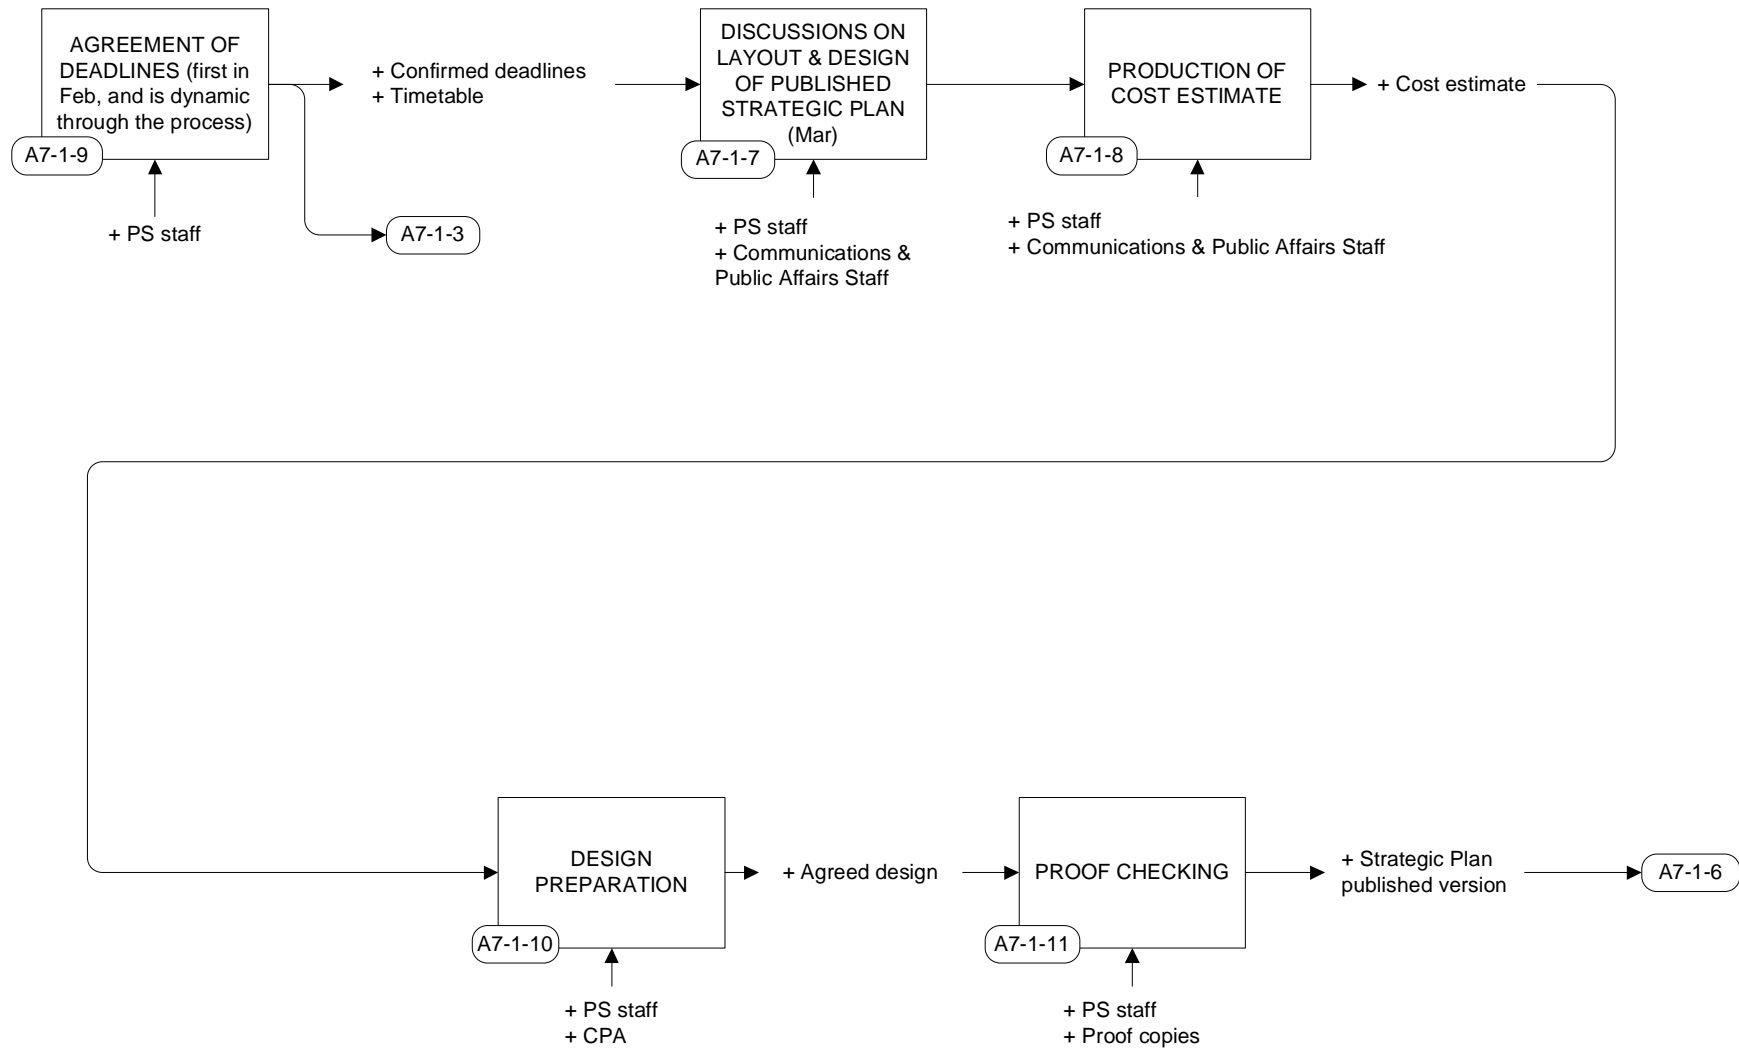 AGREEMENT OF
DEADLINES (first in
Feb, and is dynamic
through the process)
A7-1-9
+ PS staff
+ Confirmed deadlines
+ Timetable
A7-1-3
DISCUSSIONS ON
LAYOUT & DESIGN
OF PUBLISHED
STRATEGIC PLAN
(Mar)
A7-1-7
+ PS staff
+ Communications &
Public Affairs Staff
PRODUCTION OF
COST ESTIMATE
A7-1-8
+ PS staff
+ Communications & Public Affairs Staff
+ Cost estimate
DESIGN
PREPARATION
A7-1-10
+ PS staff
+ CPA
+ Agreed design
PROOF CHECKING
A7-1-11
+ PS staff
+ Proof copies
+ Strategic Plan
published version
A7-1-6